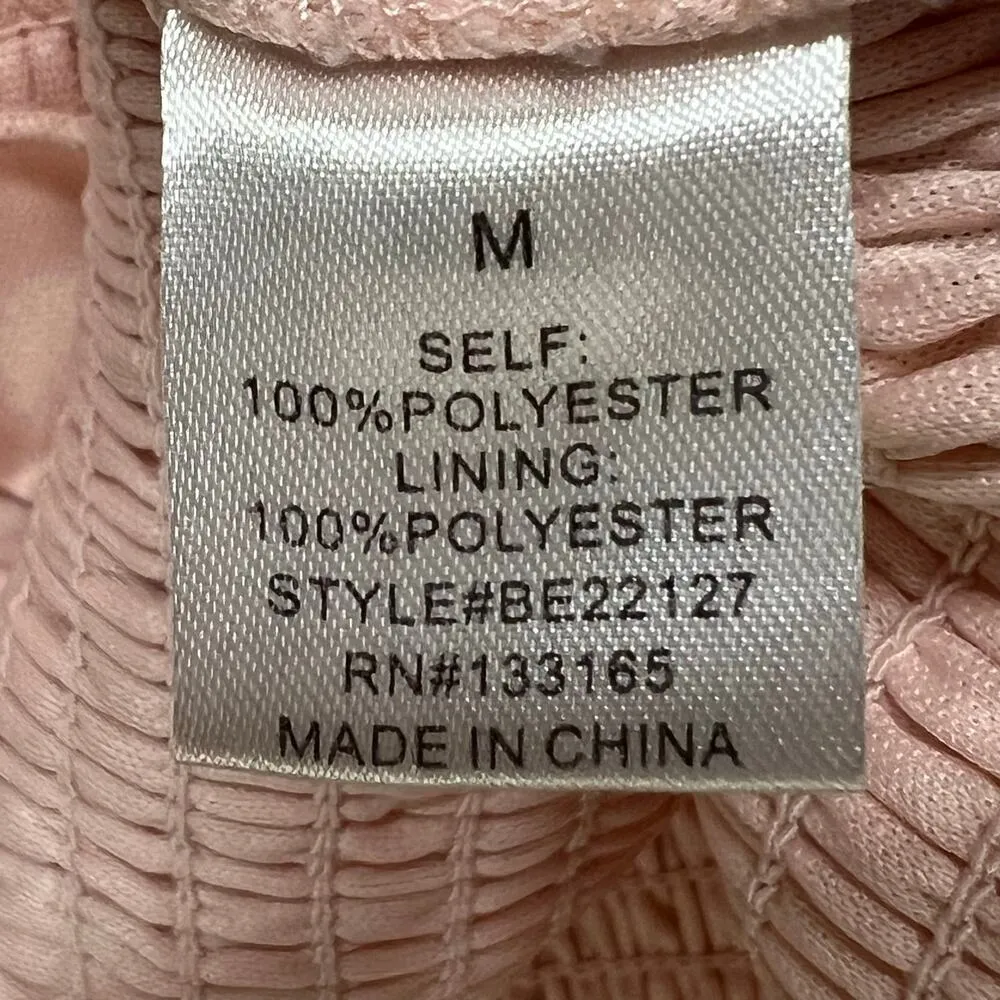 M
SELF:
100%POLYESTER
LINING:
100%POLYESTER
STYLE#BE22127
RN#133165
MADE IN CHINA